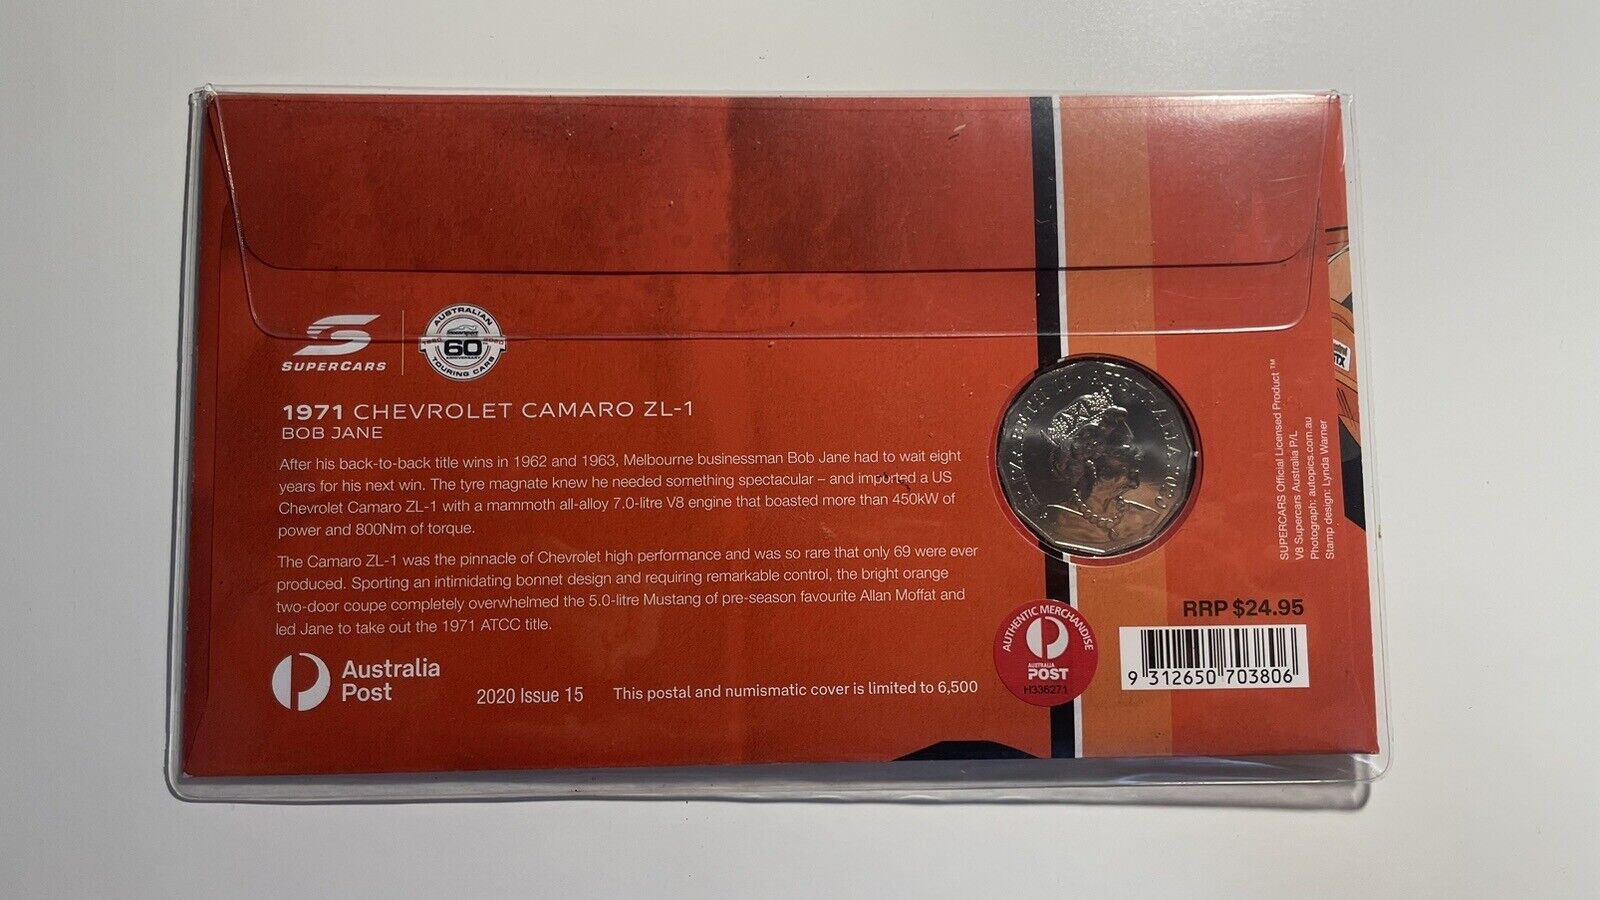 SUPERCARS
AUSTRALIAN
60
ANNIVERSARY
TOURING CARS
1971 CHEVROLET CAMARO ZL-1
BOB JANE
After his back-to-back title wins in 1962 and 1963, Melbourne businessman Bob Jane had to wait eight
years for his next win. The tyre magnate knew he needed something spectacular – and imported a US
Chevrolet Camaro ZL-1 with a mammoth all-alloy 7.0-litre V8 engine that boasted more than 450kW of
power and 800Nm of torque.
The Camaro ZL-1 was the pinnacle of Chevrolet high performance and was so rare that only 69 were ever
produced. Sporting an intimidating bonnet design and requiring remarkable control, the bright orange
two-door coupe completely overwhelmed the 5.0-litre Mustang of pre-season favourite Allan Moffat and
led Jane to take out the 1971 ATCC title.
Australia
Post
2020 Issue 15
This postal and numismatic cover is limited to 6,500
AUTHENTIC MERCHANDISE
AUSTRALIA
POST
H336271
RRP $24.95
9 312650 703806
SUPERCARS Official Licensed Product™
V8 Supercars Australia P/L
Photograph: autopics.com.au
Stamp design: Lynda Warner